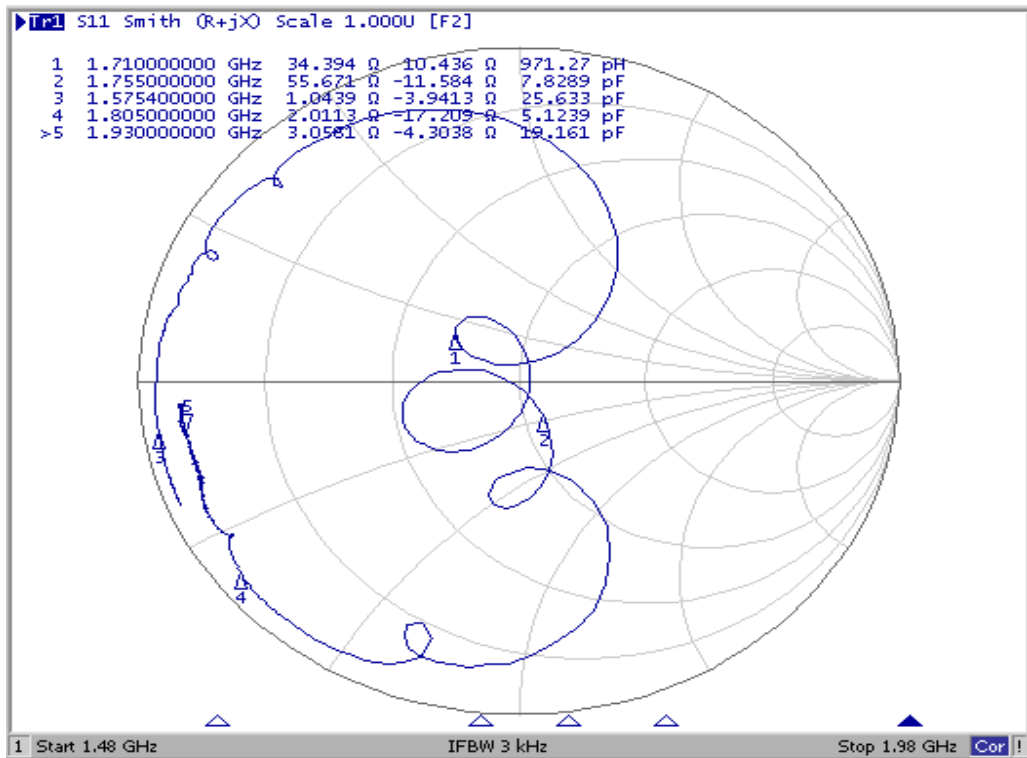 Tr1 S11 Smith (R+jX) Scale 1.000U [F2]
1 1.710000000 GHz 34.394 Ω 10.436 Ω 971.27 pH
2 1.755000000 GHz 55.671 Ω -11.584 Ω 7.8289 pF
3 1.575400000 GHz 1.0439 Ω -3.9413 Ω 25.633 pF
4 1.805000000 GHz 2.0113 Ω -17.209 Ω 5.1239 pF
>5 1.930000000 GHz 3.0581 Ω -4.3038 Ω 19.161 pF
1
5
2
3
4
1 Start 1.48 GHz IFBW 3 kHz Stop 1.98 GHz Cor !